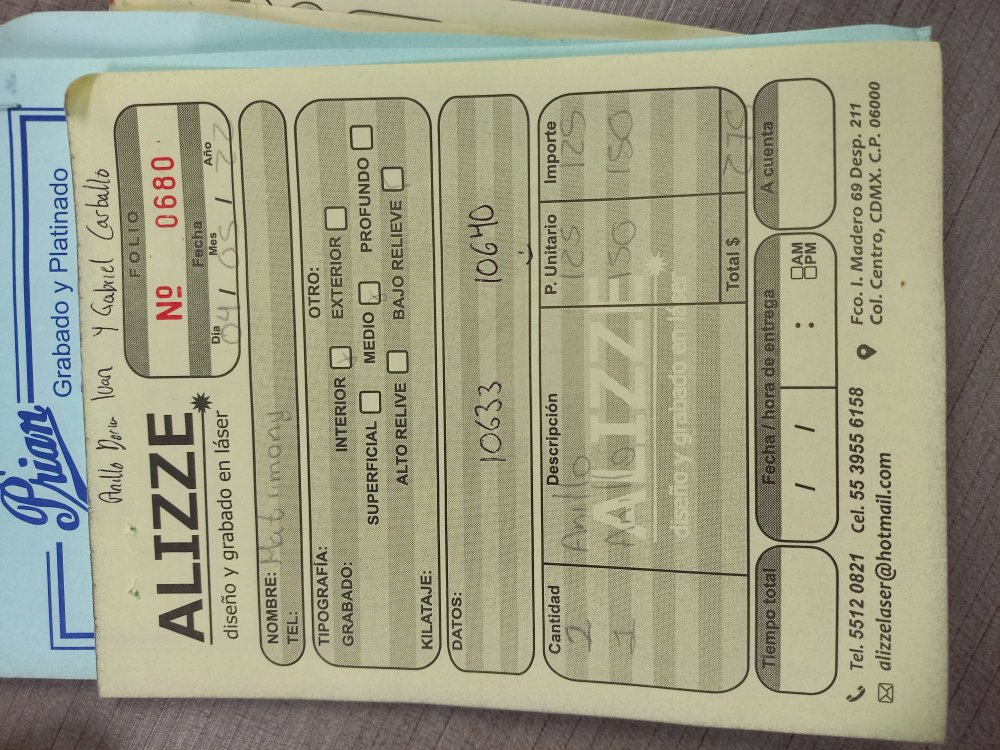 Prian
Grabado y Platinado
Anillo Dora Ivan y Gabriel Carballo
ALIZZE
diseño y grabado en láser
FOLIO
Nº 0680
Fecha
Día Mes Año
04 / 05 / 22
NOMBRE: Matrimony
TEL:
TIPOGRAFÍA: OTRO:
GRABADO: INTERIOR EXTERIOR
SUPERFICIAL MEDIO PROFUNDO
ALTO RELIVE BAJO RELIEVE
KILATAJE:
DATOS:
10633 10640
Cantidad Descripción P. Unitario Importe
2 Anillo 125 125
1 Anillo 150 150
ALIZZE
diseño y grabado en láser
Total $ 275
Tiempo total Fecha / hora de entrega A cuenta
/ / : AM
PM
Tel. 5512 0821 Cel. 55 3955 6158
alizzelaser@hotmail.com
Fco. I. Madero 69 Desp. 211
Col. Centro, CDMX. C.P. 06000